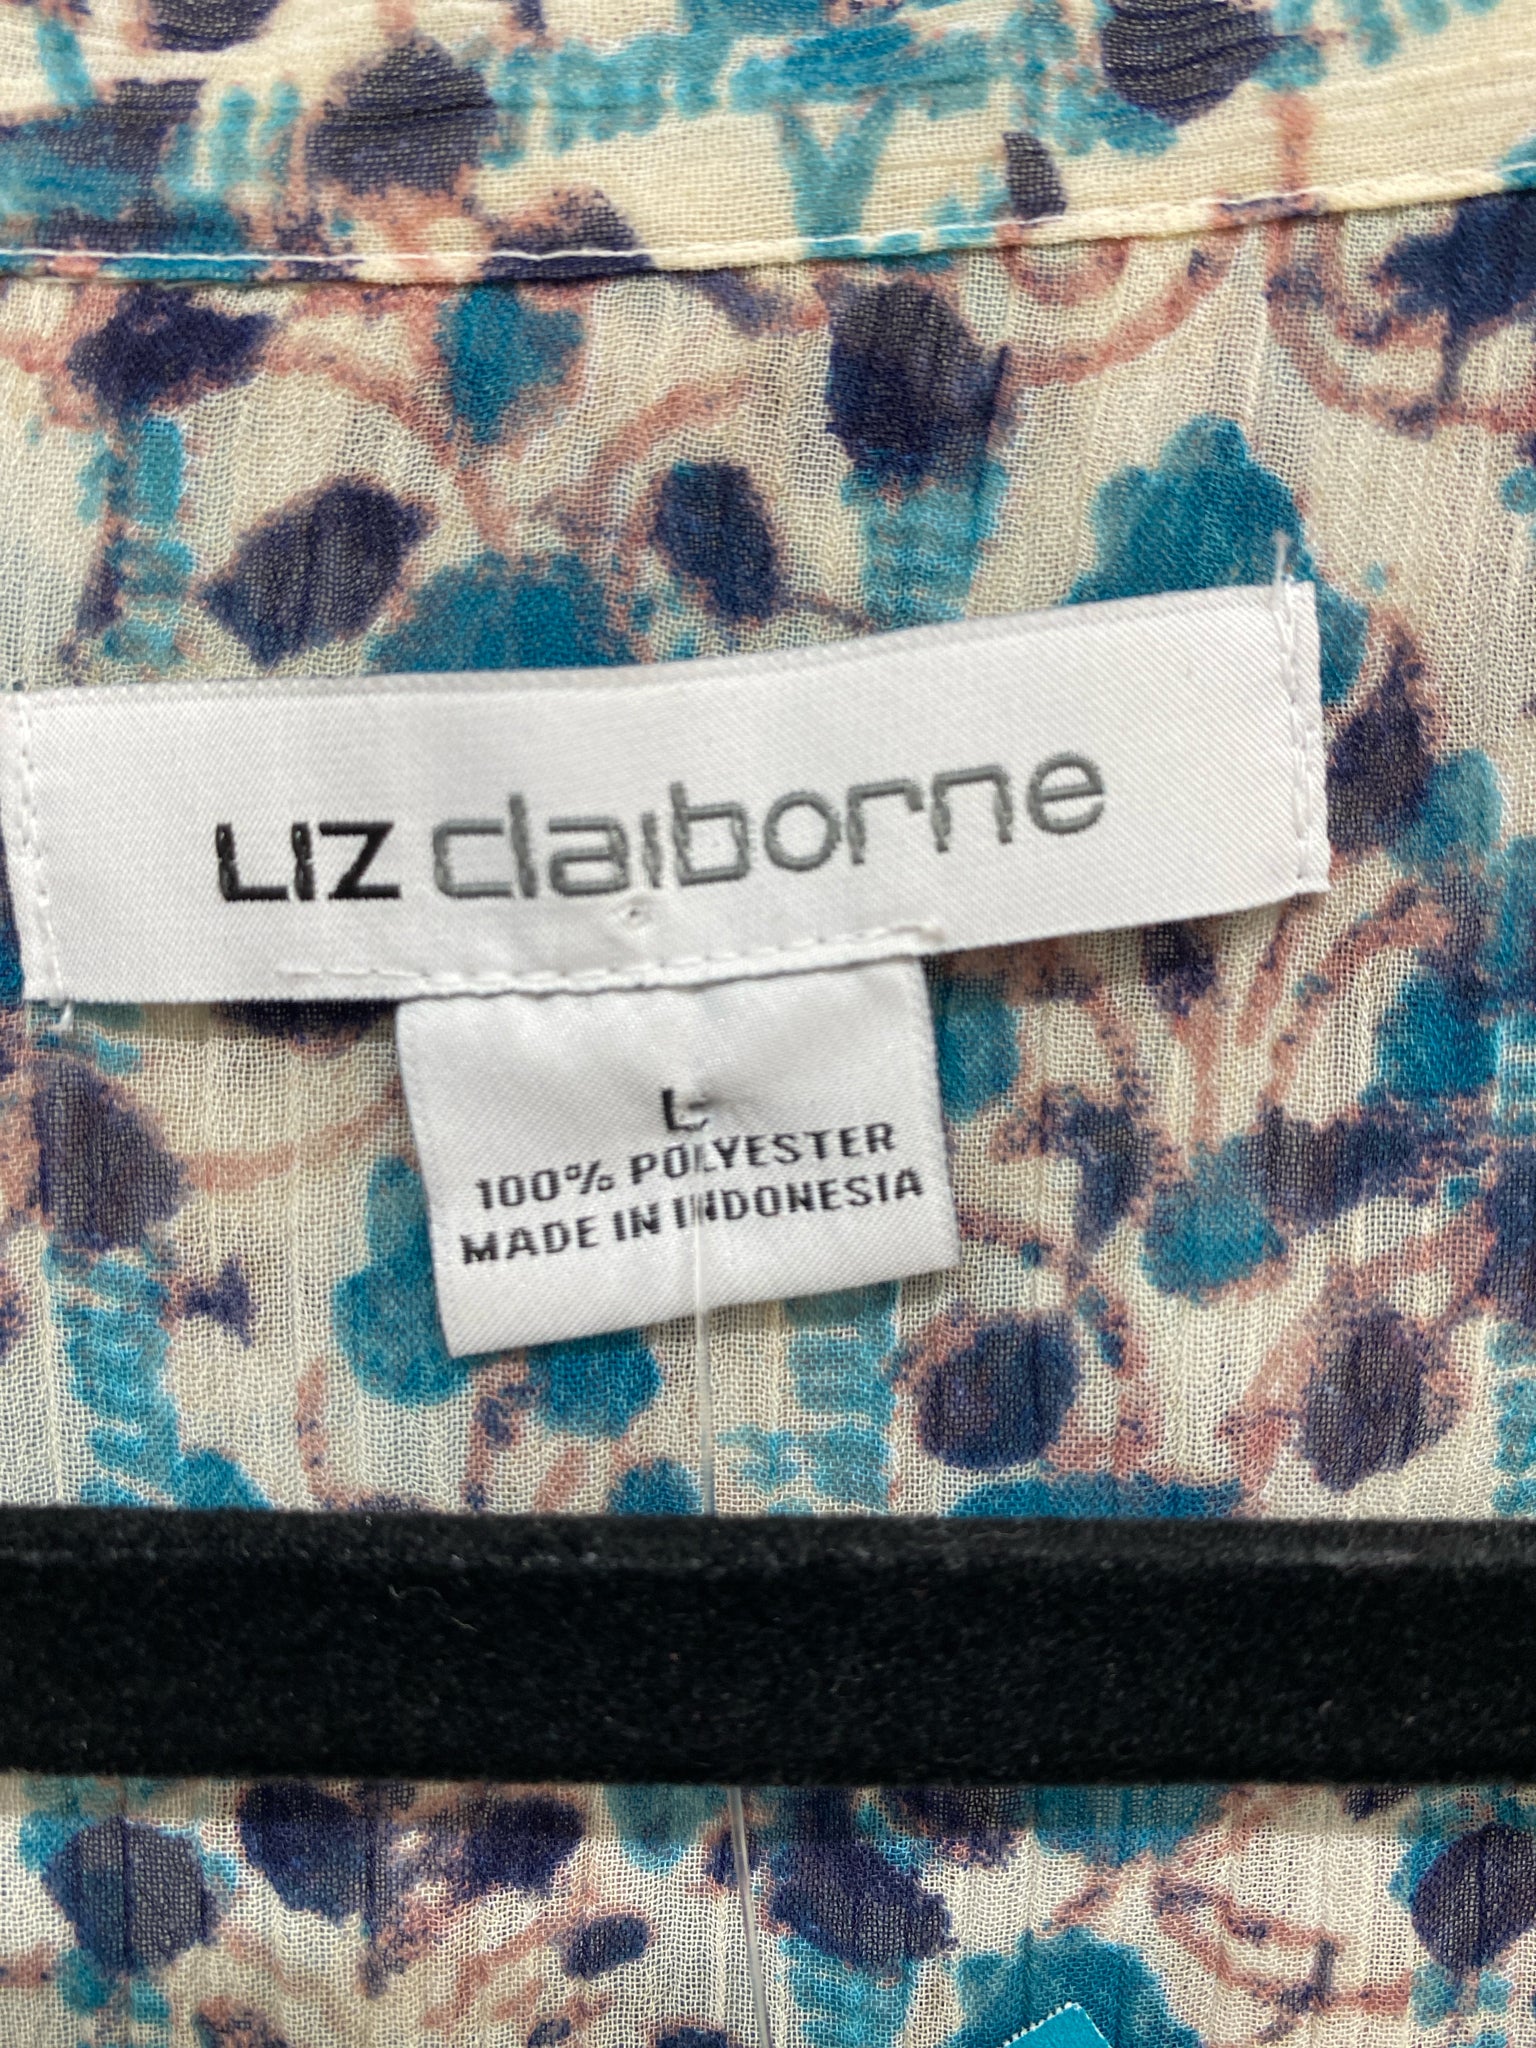 LIZ claiborne
L
100% POLYESTER
MADE IN INDONESIA